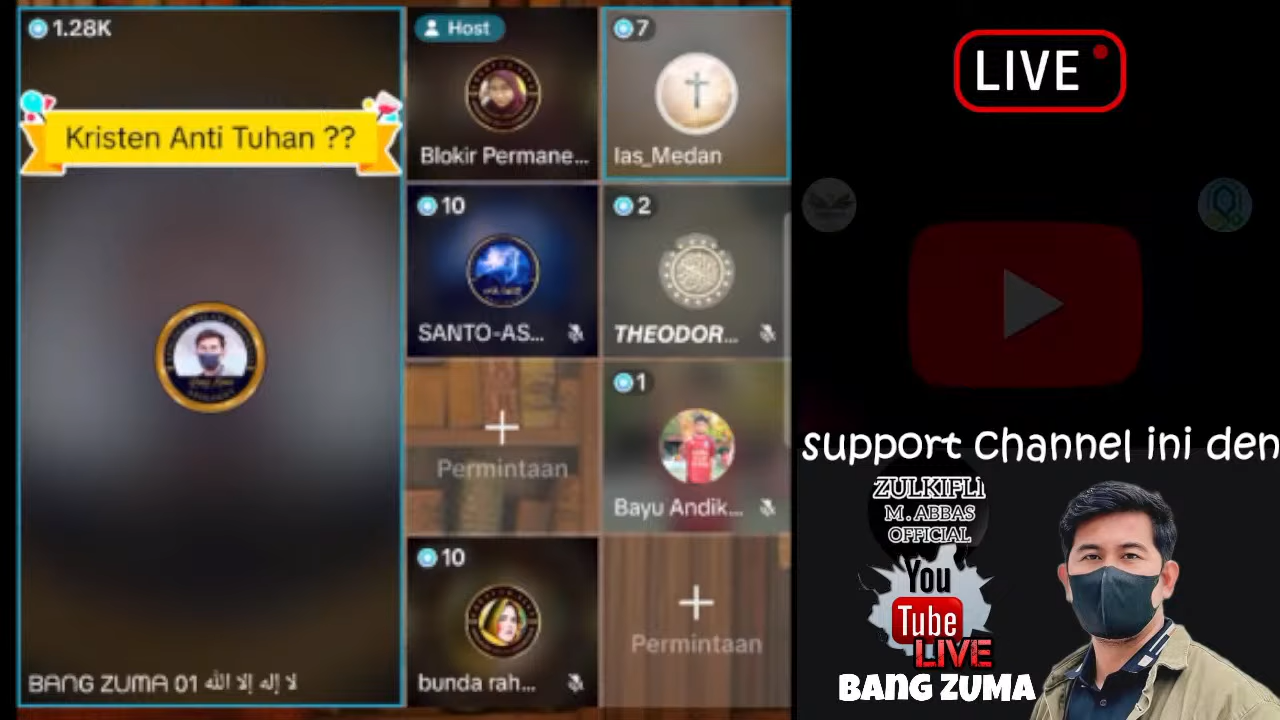 1.28K
Kristen Anti Tuhan ??
BANG ZUMA 01 لا إله إلا الله
Host
Blokir Permane...
7
Ias_Medan
10
SANTO-AS...
2
THEODOR...
Permintaan
1
Bayu Andik...
10
bunda rah...
Permintaan
LIVE
support channel ini den
ZULKIFLI
M. ABBAS
OFFICIAL
You
Tube
LIVE
BANG ZUMA